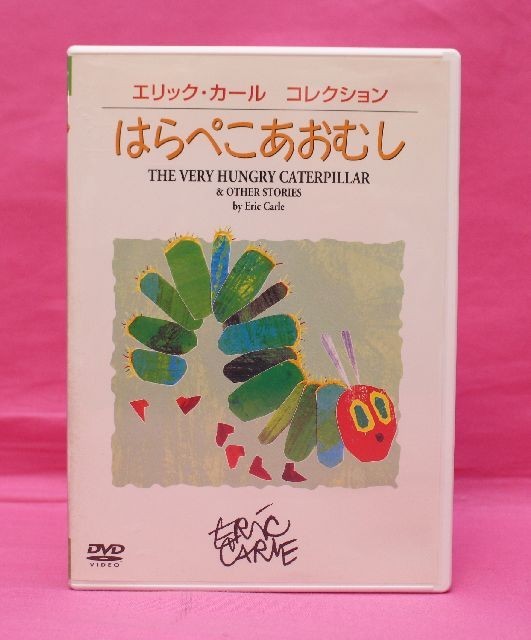 エリック・カール コレクション
はらぺこあおむし
THE VERY HUNGRY CATERPILLAR
& OTHER STORIES
by Eric Carle
ERIC
CARLE
DVD
VIDEO